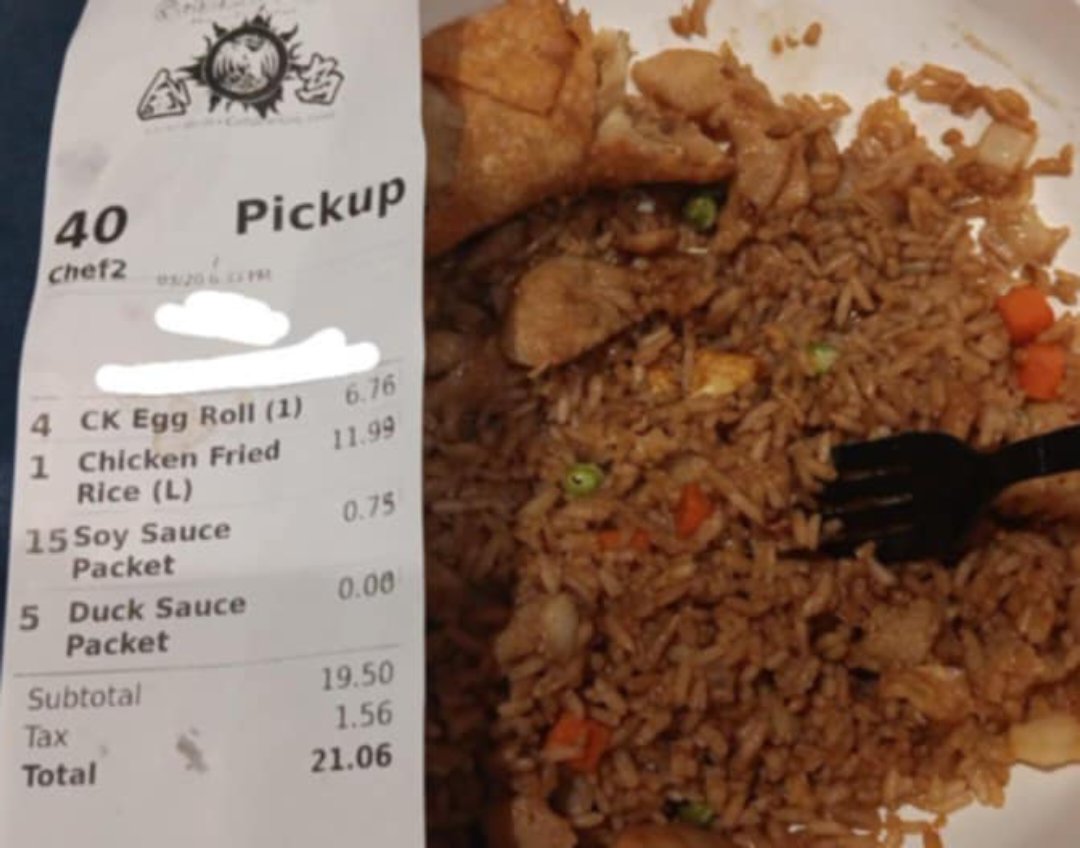 40 Pickup
Chef2
4 CK Egg Roll (1) 6.76
1 Chicken Fried 11.99
Rice (L)
15 Soy Sauce 0.75
Packet
5 Duck Sauce 0.00
Packet
Subtotal 19.50
Tax 1.56
Total 21.06